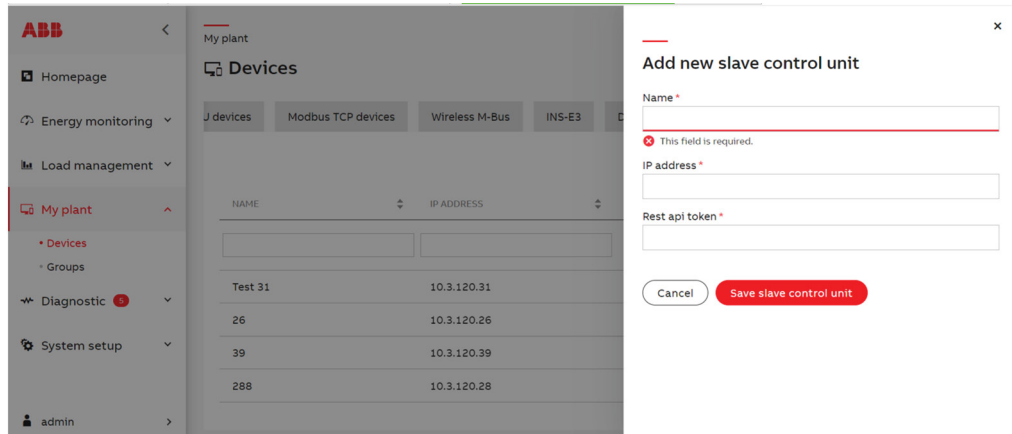 ABB
Homepage
Energy monitoring
Load management
My plant
Devices
Groups
Diagnostic 5
System setup
admin
My plant
Devices
U devices Modbus TCP devices Wireless M-Bus INS-E3 D
NAME IP ADDRESS
Test 31 10.3.120.31
26 10.3.120.26
39 10.3.120.39
288 10.3.120.28
Add new slave control unit
Name *
This field is required.
IP address *
Rest api token *
Cancel Save slave control unit